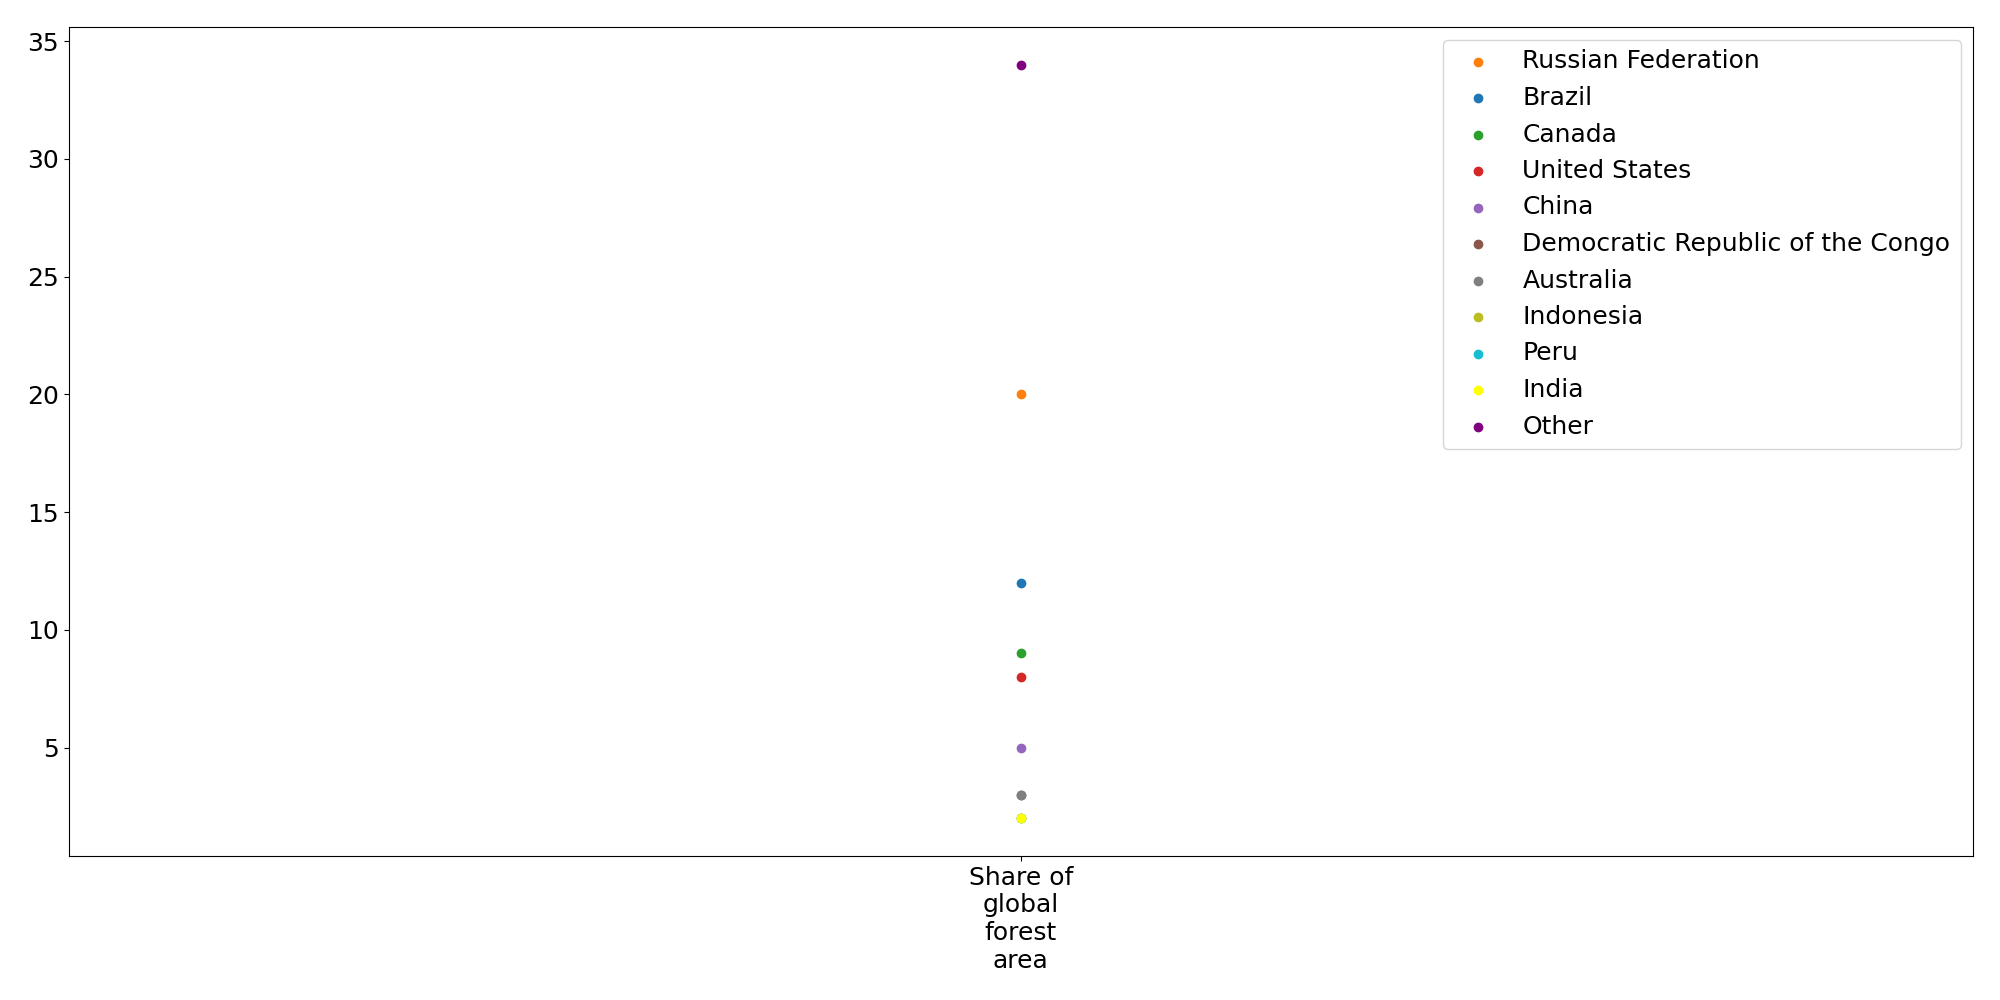 35
30
25
20
15
10
5
Share of
global
forest
area
Russian Federation
Brazil
Canada
United States
China
Democratic Republic of the Congo
Australia
Indonesia
Peru
India
Other